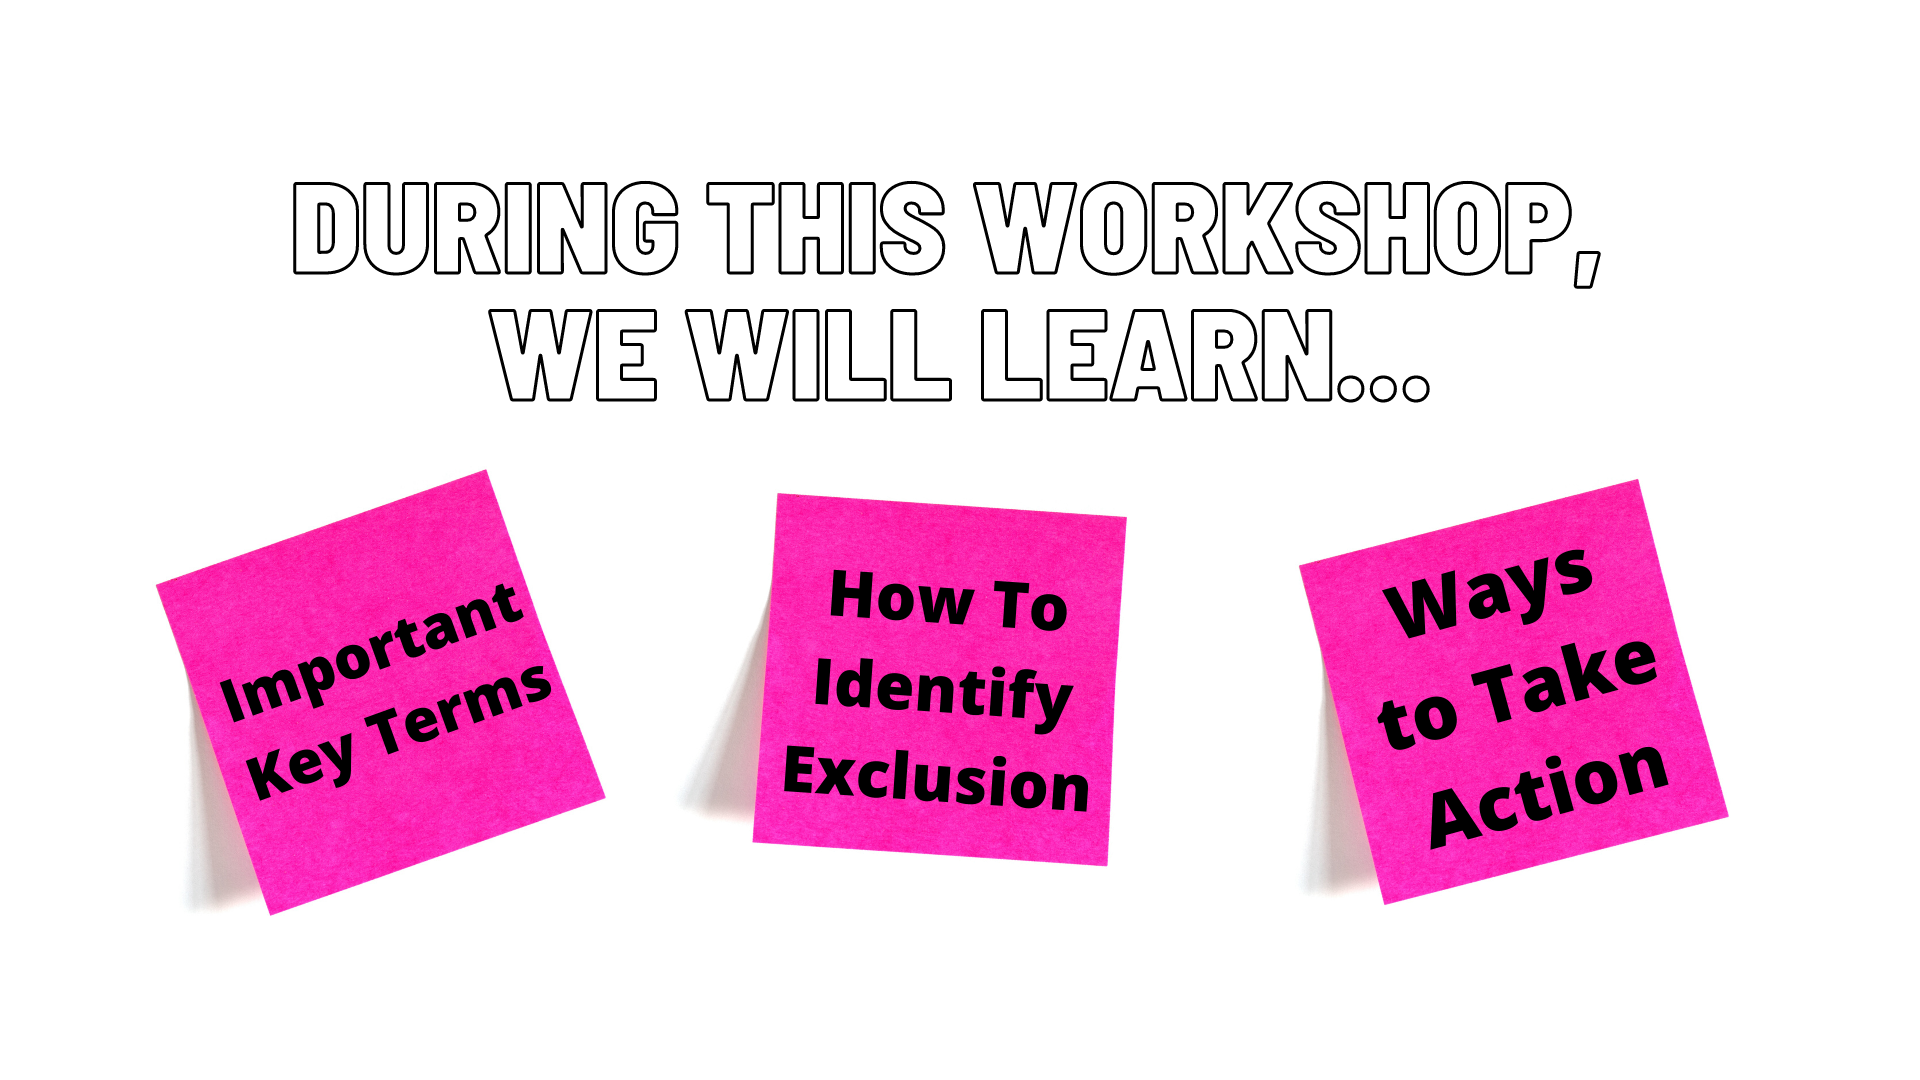 DURING THIS WORKSHOP,
WE WILL LEARN...
Important
Key Terms
How To
Identify
Exclusion
Ways
to Take
Action